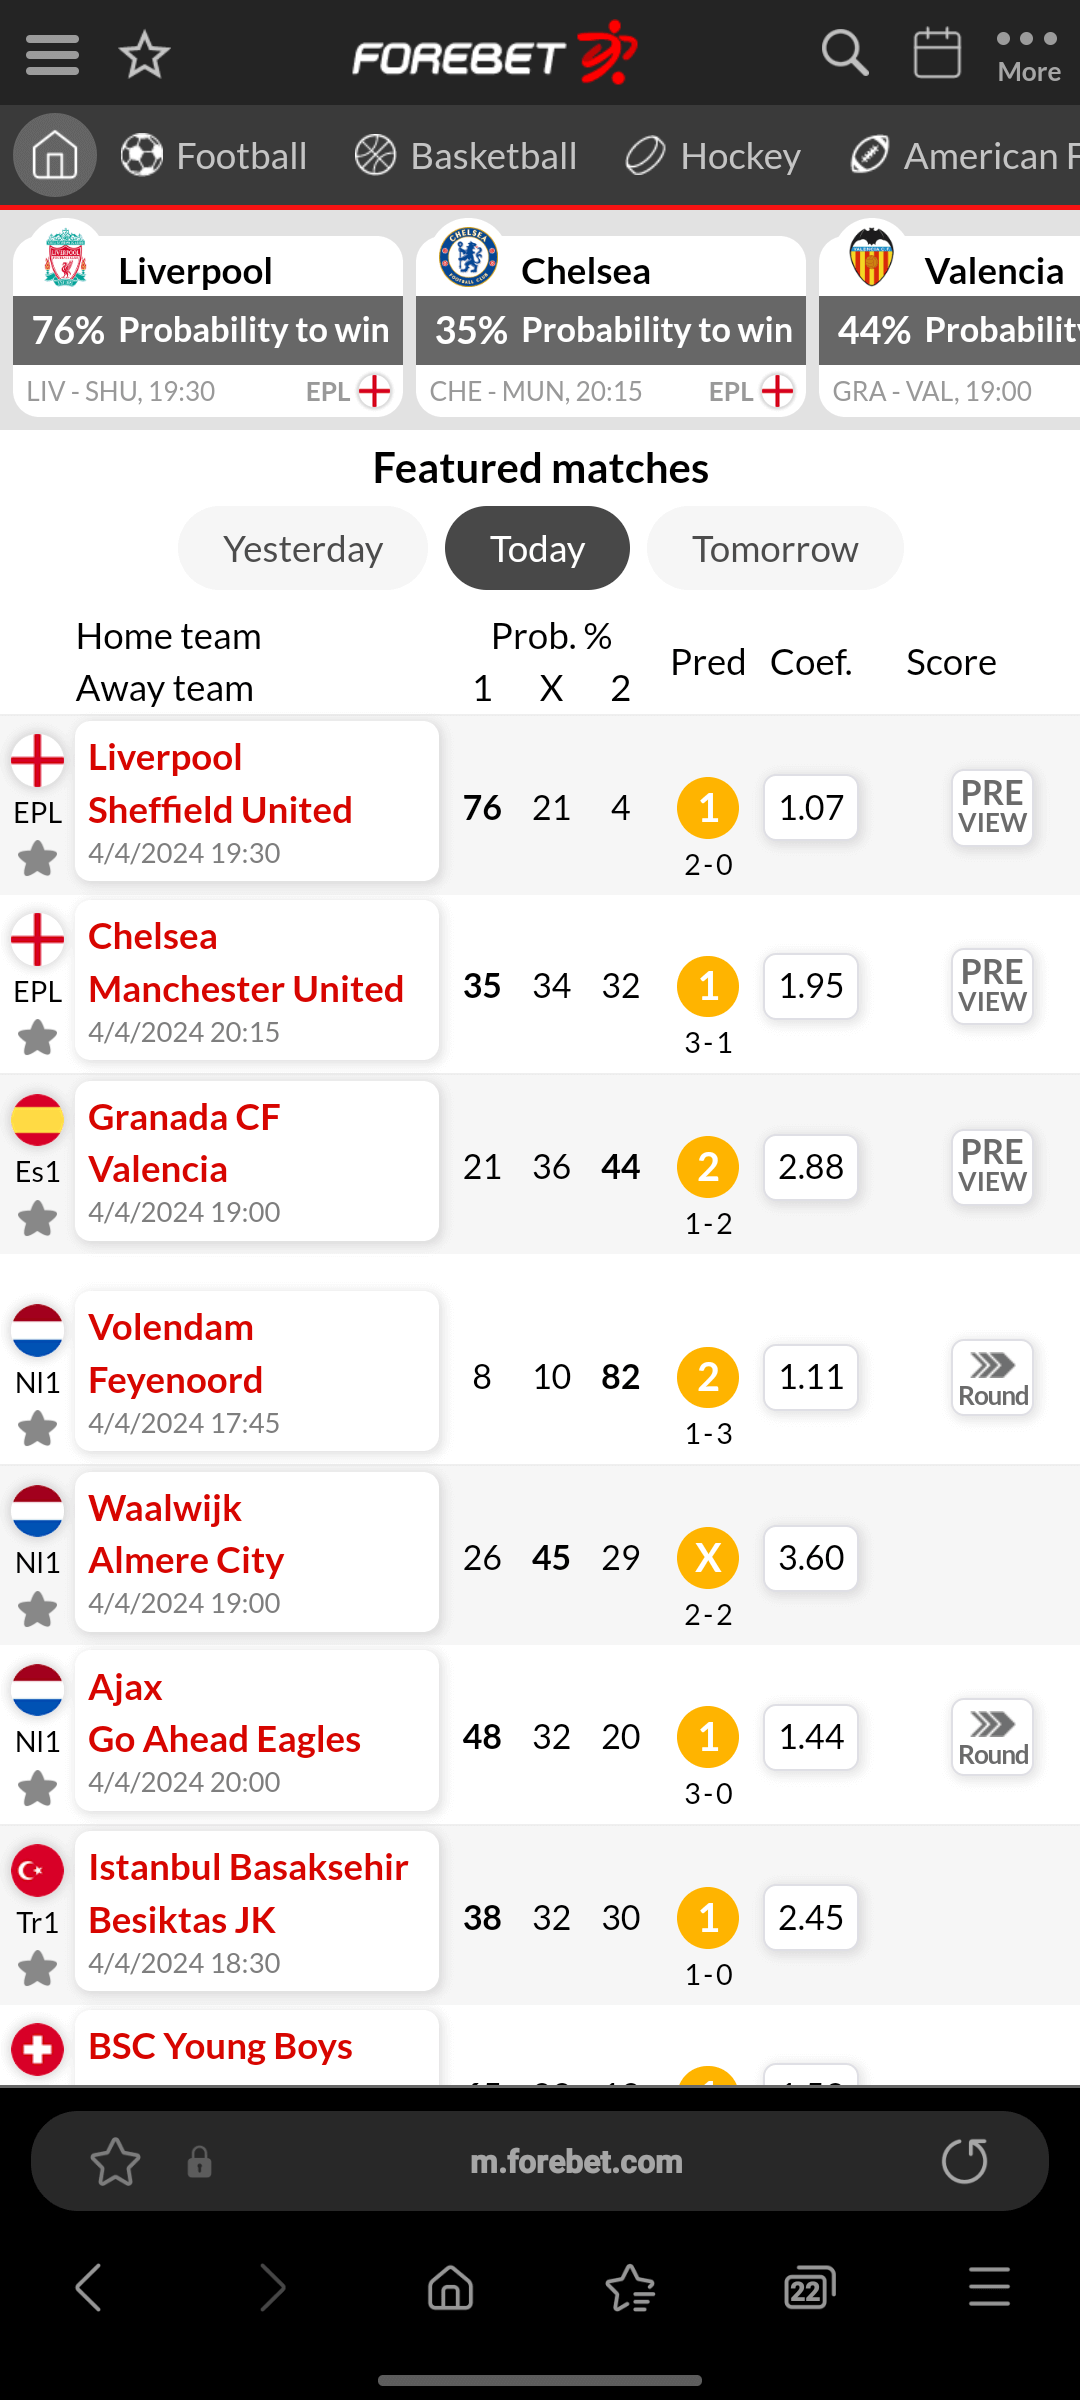 FOREBET
More
Football
Basketball
Hockey
American F
Liverpool
76% Probability to win
LIV - SHU, 19:30 EPL
Chelsea
35% Probability to win
CHE - MUN, 20:15 EPL
Valencia
44% Probability
GRA - VAL, 19:00
Featured matches
Yesterday
Today
Tomorrow
Home team
Away team
Prob. %
1 X 2
Pred
Coef.
Score
EPL
Liverpool
Sheffield United
4/4/2024 19:30
76 21 4
1
2-0
1.07
PRE
VIEW
EPL
Chelsea
Manchester United
4/4/2024 20:15
35 34 32
1
3-1
1.95
PRE
VIEW
Es1
Granada CF
Valencia
4/4/2024 19:00
21 36 44
2
1-2
2.88
PRE
VIEW
Nl1
Volendam
Feyenoord
4/4/2024 17:45
8 10 82
2
1-3
1.11
Round
Nl1
Waalwijk
Almere City
4/4/2024 19:00
26 45 29
X
2-2
3.60
Nl1
Ajax
Go Ahead Eagles
4/4/2024 20:00
48 32 20
1
3-0
1.44
Round
Tr1
Istanbul Basaksehir
Besiktas JK
4/4/2024 18:30
38 32 30
1
1-0
2.45
BSC Young Boys
m.forebet.com
22